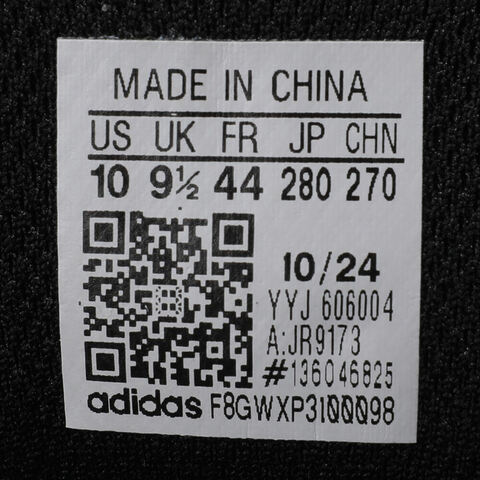 MADE IN CHINA
US UK FR JP CHN
10 9½ 44 280 270
10/24
YYJ 606004
A:JR9173
#136046825
adidas F8GWXP3100098